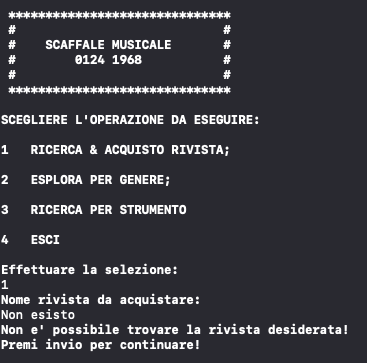 ******************************
#                            #
#    SCAFFALE MUSICALE       #
#        0124 1968           #
#                            #
******************************
SCEGLIERE L'OPERAZIONE DA ESEGUIRE:
1   RICERCA & ACQUISTO RIVISTA;
2   ESPLORA PER GENERE;
3   RICERCA PER STRUMENTO
4   ESCI
Effettuare la selezione:
1
Nome rivista da acquistare:
Non esisto
Non e' possibile trovare la rivista desiderata!
Premi invio per continuare!